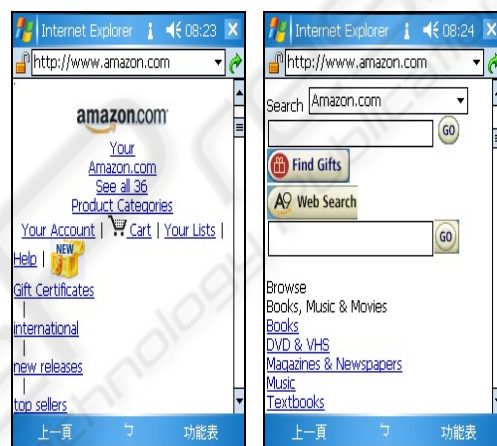 Internet Explorer 08:23
http://www.amazon.com
amazon.com
Your
Amazon.com
See all 36
Product Categories
Your Account | Cart | Your Lists |
Help | NEW
Gift Certificates
|
international
|
new releases
|
top sellers
上一頁 ㄅ 功能表
Internet Explorer 08:24
http://www.amazon.com
Search Amazon.com
GO
Find Gifts
A9 Web Search
GO
Browse
Books, Music & Movies
Books
DVD & VHS
Magazines & Newspapers
Music
Textbooks
上一頁 ㄅ 功能表